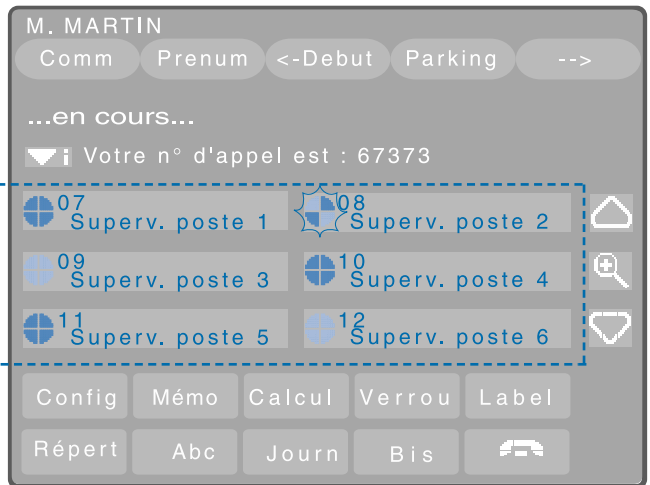 M. MARTIN
Comm Prenum <-Debut Parking -->
...en cours...
i Votre n° d'appel est : 67373
07 Superv. poste 1
08 Superv. poste 2
09 Superv. poste 3
10 Superv. poste 4
11 Superv. poste 5
12 Superv. poste 6
Config Mémo Calcul Verrou Label
Répert Abc Journ Bis